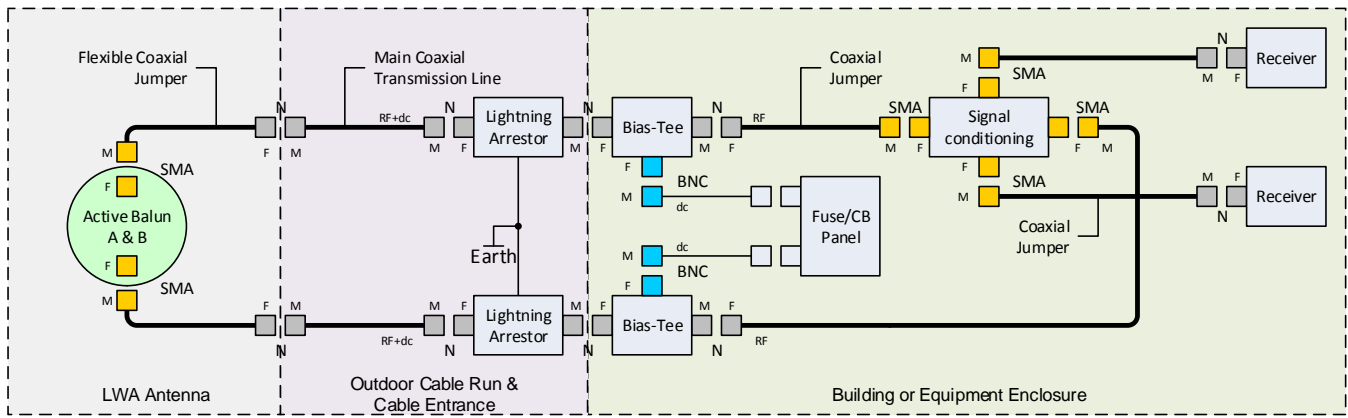 Flexible Coaxial
Jumper
Main Coaxial
Transmission Line
Coaxial
Jumper
N
M
SMA
M
F
Receiver
F
N
RF+dc
N
M
F
Lightning
Arrestor
N
M
F
Bias-Tee
N
M
F
RF
SMA
M
F
Signal
conditioning
SMA
F
M
F
M
M
SMA
F
Active Balun
A & B
F
M
SMA
F
M
BNC
dc
Fuse/CB
Panel
F
SMA
M
M
F
N
Receiver
Coaxial
Jumper
Earth
dc
M
BNC
F
F
M
N
RF+dc
M
F
N
Lightning
Arrestor
M
F
N
Bias-Tee
M
F
N
RF
LWA Antenna
Outdoor Cable Run &
Cable Entrance
Building or Equipment Enclosure